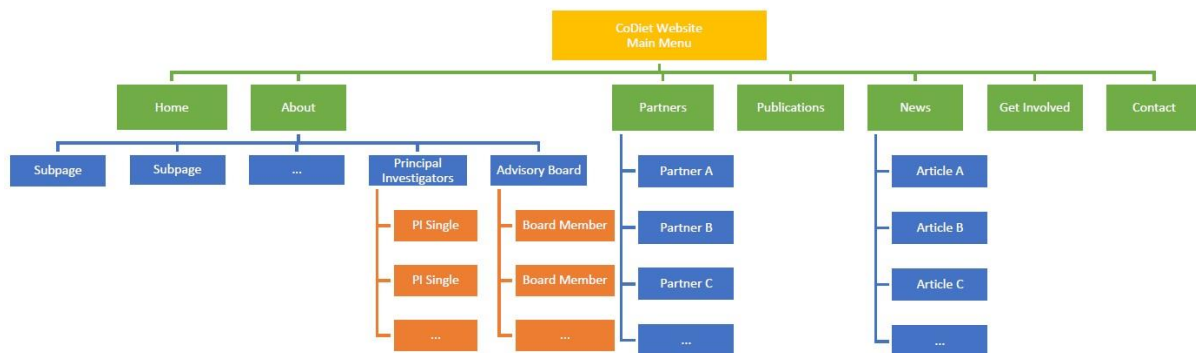 CoDiet Website
Main Menu
Home
About
Partners
Publications
News
Get Involved
Contact
Subpage
Subpage
...
Principal
Investigators
Advisory Board
Partner A
Article A
PI Single
Board Member
Partner B
Article B
PI Single
Board Member
Partner C
Article C
...
...
...
...